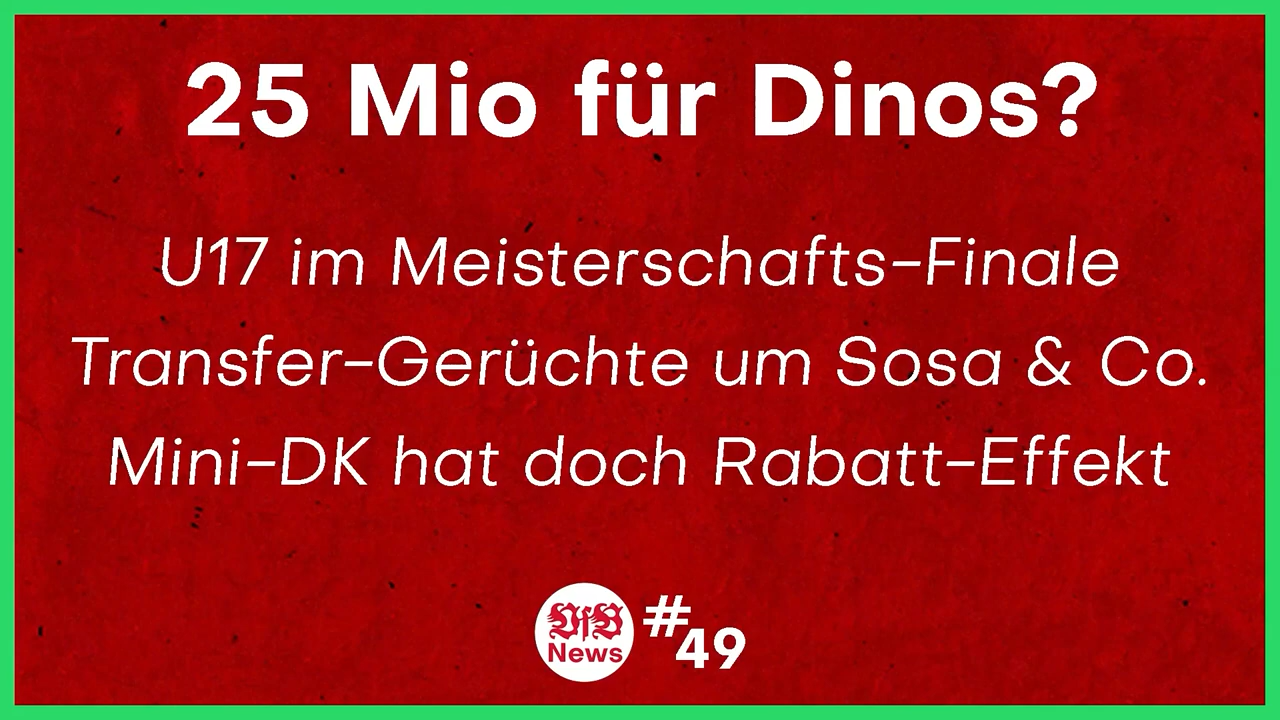 25 Mio für Dinos?
U17 im Meisterschafts-Finale
Transfer-Gerüchte um Sosa & Co.
Mini-DK hat doch Rabatt-Effekt
VfB
News
#49